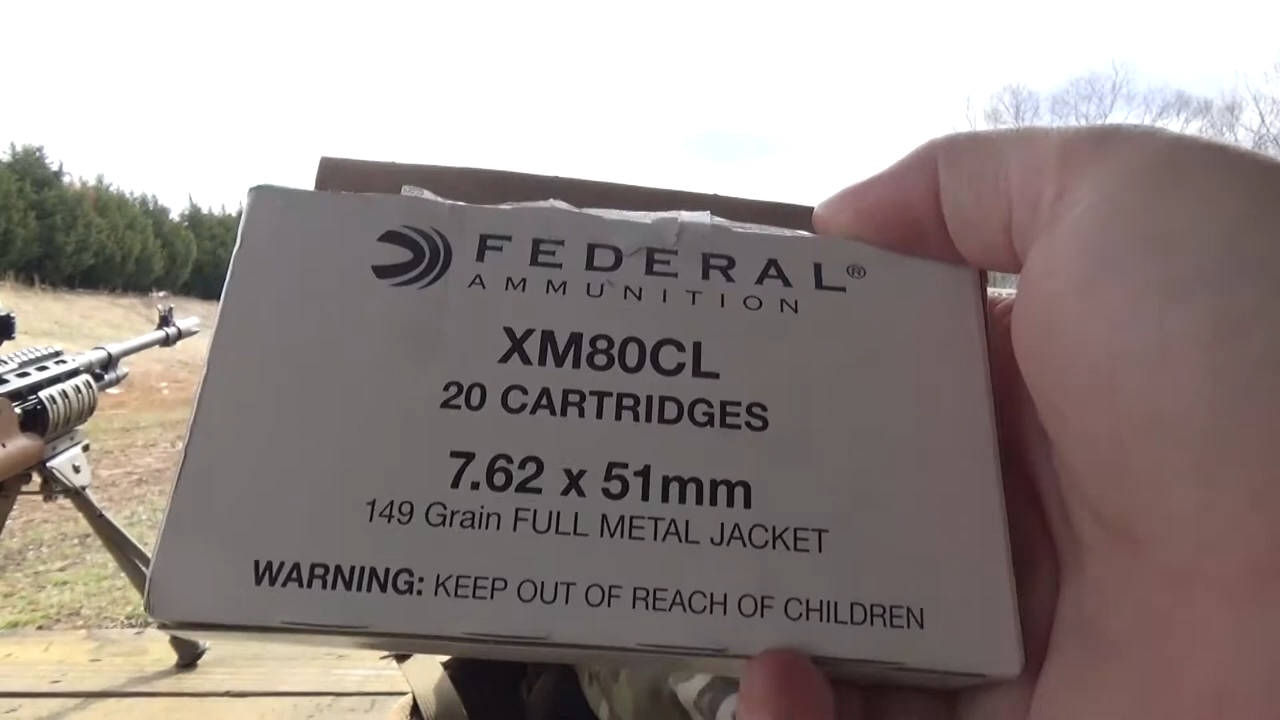 FEDERAL®
AMMUNITION
XM80CL
20 CARTRIDGES
7.62 x 51mm
149 Grain FULL METAL JACKET
WARNING: KEEP OUT OF REACH OF CHILDREN